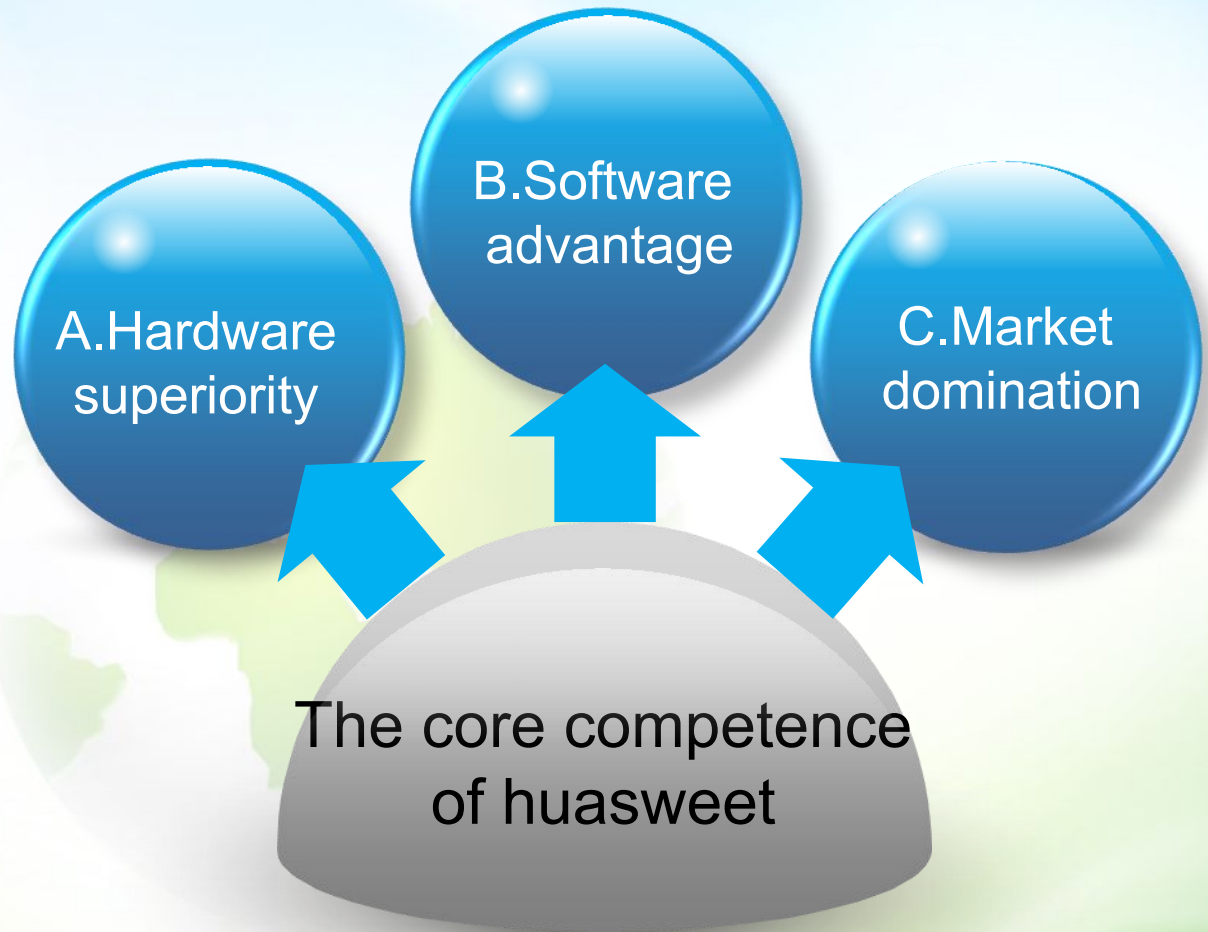 A.Hardware
superiority
B.Software
advantage
C.Market
domination
The core competence
of huasweet